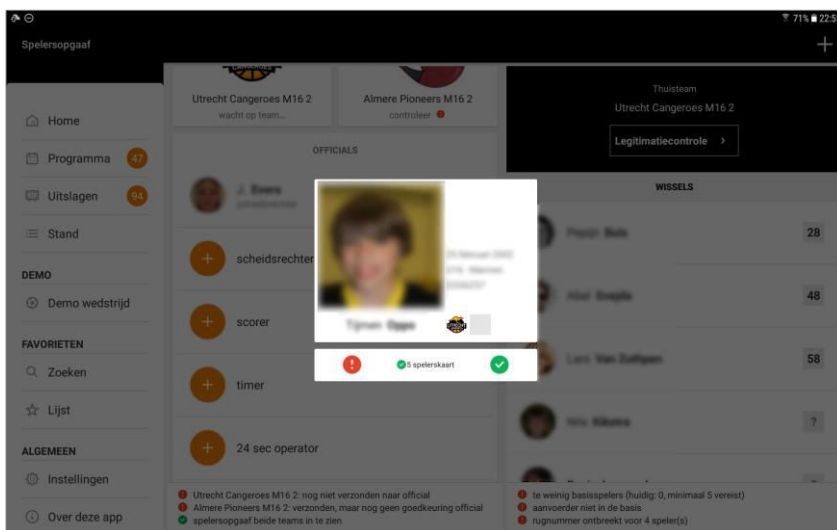 71% 22:5
Spelersopgaaf
Home
Programma 47
Uitslagen 94
Stand
DEMO
Demo wedstrijd
FAVORIETEN
Zoeken
Lijst
ALGEMEEN
Instellingen
Over deze app
Utrecht Cangeroes M16 2
wacht op team...
Almere Pioneers M16 2
controleer
OFFICIALS
scheidsrechter
scorer
timer
24 sec operator
Utrecht Cangeroes M16 2: nog niet verzonden naar official
Almere Pioneers M16 2: verzonden, maar nog geen goedkeuring official
spelersopgaaf beide teams in te zien
5 spelerskaart
Thuisteam
Utrecht Cangeroes M16 2
Legitimatiecontrole >
WISSELS
28
48
58
?
te weinig basisspelers (huidig: 0, minimaal 5 vereist)
aanvoerder niet in de basis
rugnummer ontbreekt voor 4 speler(s)